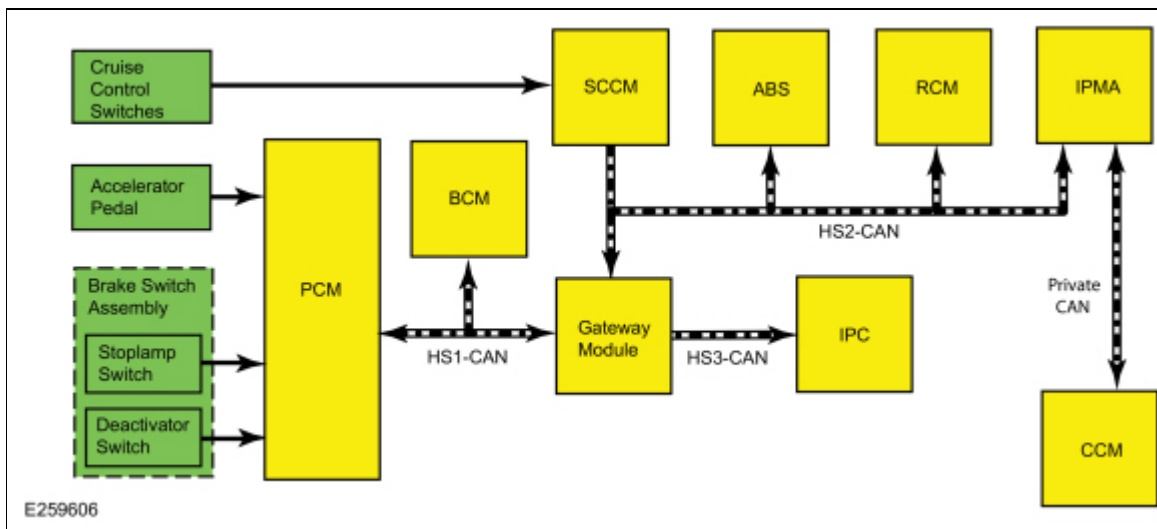 Cruise
Control
Switches
SCCM
ABS
RCM
IPMA
Accelerator
Pedal
BCM
HS2-CAN
Brake Switch
Assembly
PCM
Private
CAN
Stoplamp
Switch
HS1-CAN
Gateway
Module
HS3-CAN
IPC
Deactivator
Switch
CCM
E259606